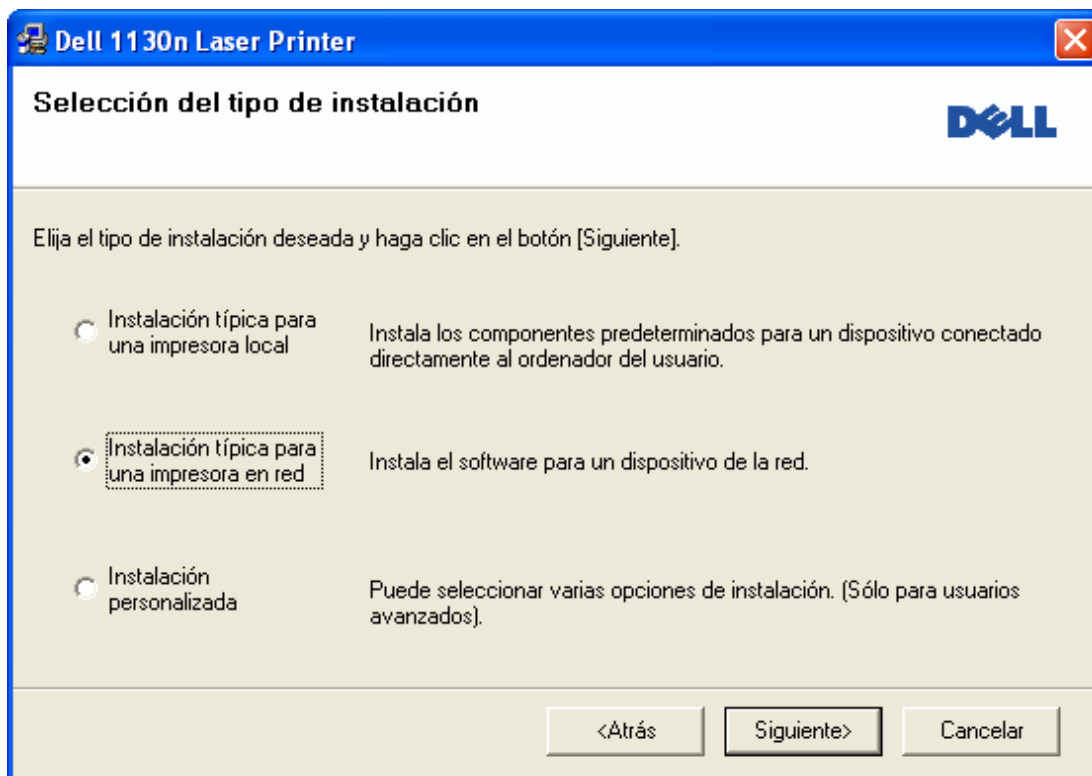 Dell 1130n Laser Printer
Selección del tipo de instalación
DELL
Elija el tipo de instalación deseada y haga clic en el botón [Siguiente].
Instalación típica para
una impresora local
Instala los componentes predeterminados para un dispositivo conectado
directamente al ordenador del usuario.
Instalación típica para
una impresora en red
Instala el software para un dispositivo de la red.
Instalación
personalizada
Puede seleccionar varias opciones de instalación. (Sólo para usuarios
avanzados).
<Atrás
Siguiente>
Cancelar